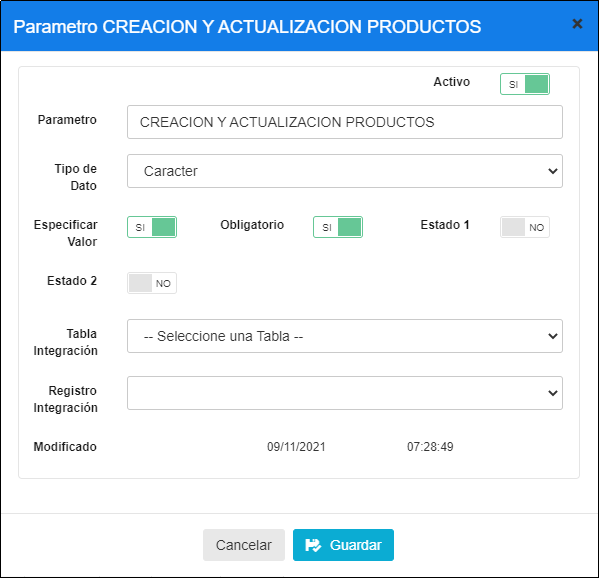 Parametro CREACION Y ACTUALIZACION PRODUCTOS
Activo SI
Parametro CREACION Y ACTUALIZACION PRODUCTOS
Tipo de Dato Caracter
Especificar Valor SI Obligatorio SI Estado 1 NO
Estado 2 NO
Tabla Integración -- Seleccione una Tabla --
Registro Integración
Modificado 09/11/2021 07:28:49
Cancelar Guardar